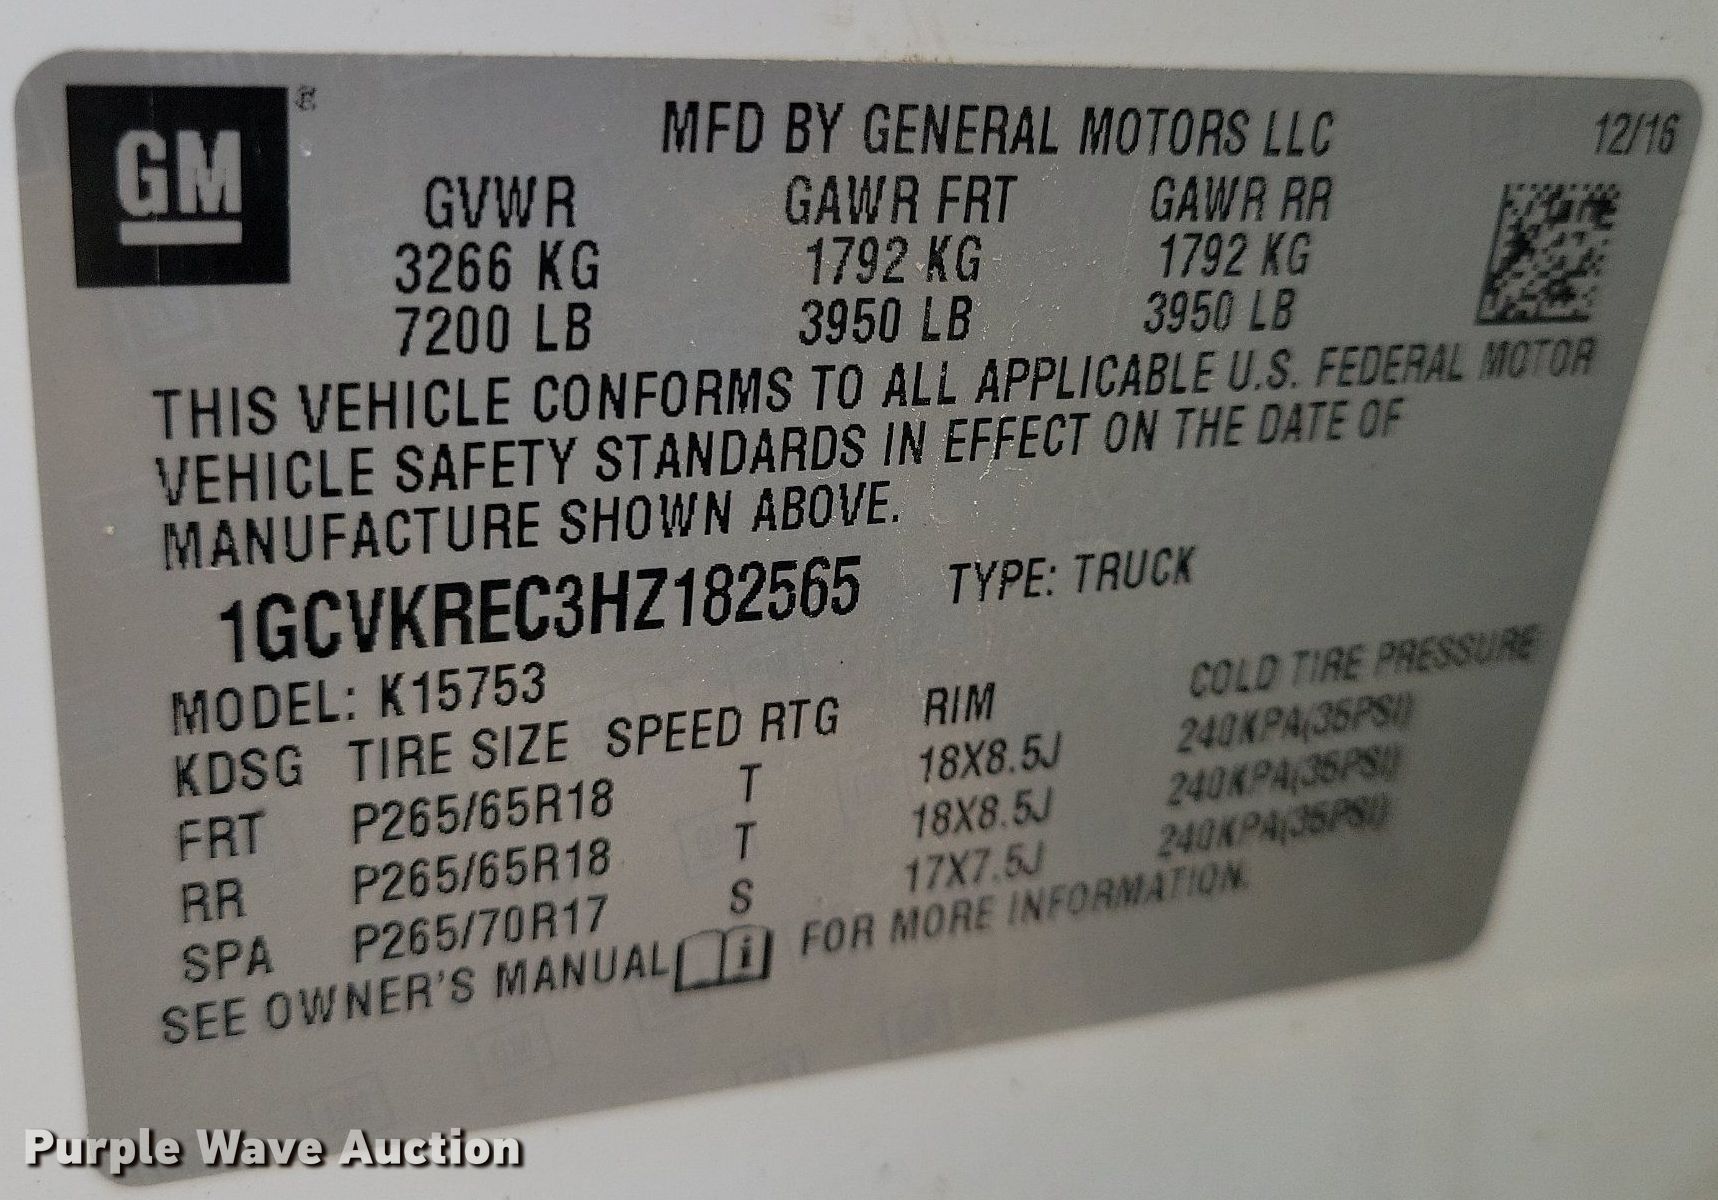 GM ® MFD BY GENERAL MOTORS LLC 12/16
GVWR GAWR FRT GAWR RR
3266 KG 1792 KG 1792 KG
7200 LB 3950 LB 3950 LB
THIS VEHICLE CONFORMS TO ALL APPLICABLE U.S. FEDERAL MOTOR
VEHICLE SAFETY STANDARDS IN EFFECT ON THE DATE OF
MANUFACTURE SHOWN ABOVE.
1GCVKREC3HZ182565 TYPE: TRUCK
MODEL: K15753
KDSG TIRE SIZE SPEED RTG RIM COLD TIRE PRESSURE
FRT P265/65R18 T 18X8.5J 240KPA(35PSI)
RR P265/65R18 T 18X8.5J 240KPA(35PSI)
SPA P265/70R17 S 17X7.5J 240KPA(35PSI)
SEE OWNER'S MANUAL i FOR MORE INFORMATION.
Purple Wave Auction